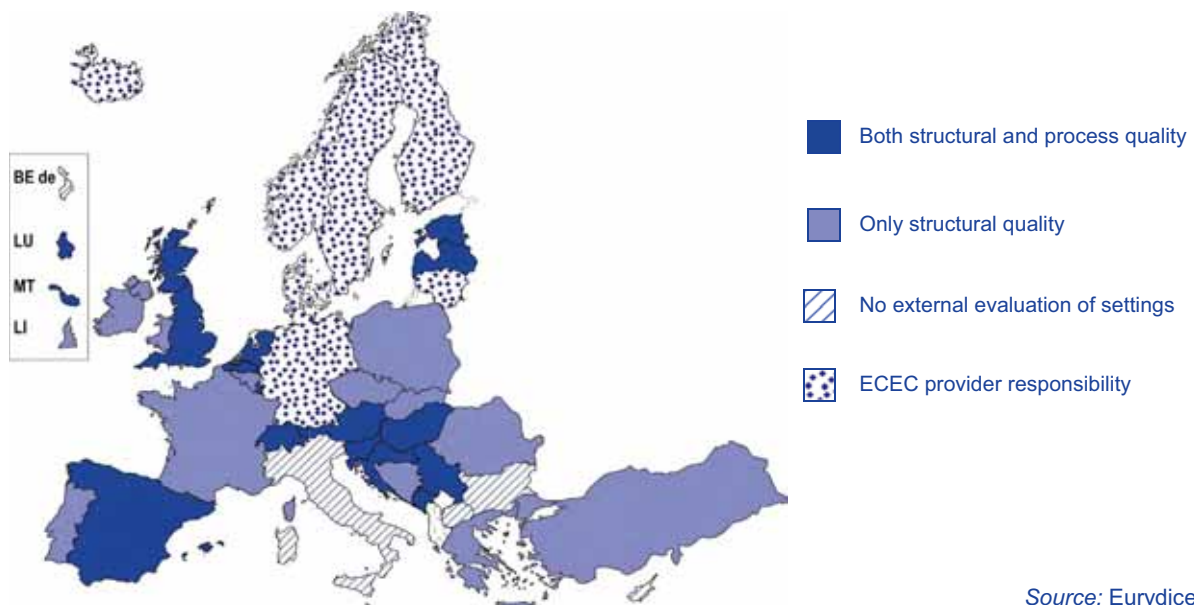 BE de
LU
MT
LI
Both structural and process quality
Only structural quality
No external evaluation of settings
ECEC provider responsibility
Source: Eurydice